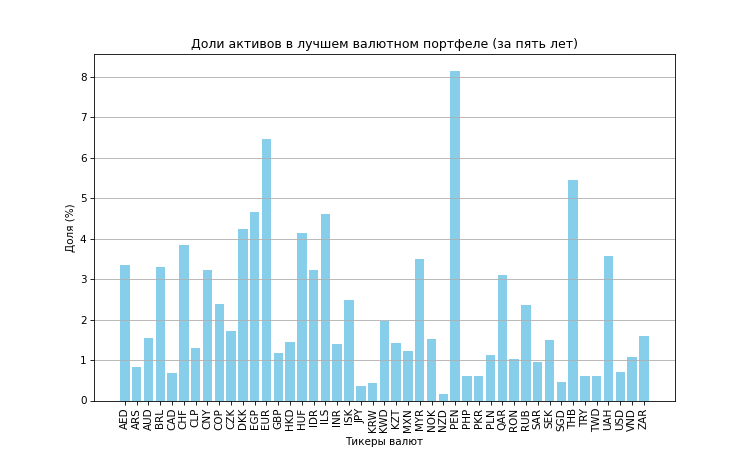 Доли активов в лучшем валютном портфеле (за пять лет)
Доля (%)
8
7
6
5
4
3
2
1
0
AED ARS AUD BRL CAD CHF CLP CNY COP CZK DKK EGP EUR GBP HKD HUF IDR ILS INR ISK JPY KRW KWD KZT MXN MYR NOK NZD PEN PHP PKR PLN QAR RON RUB SAR SEK SGD THB TRY TWD UAH USD VND ZAR
Тикеры валют